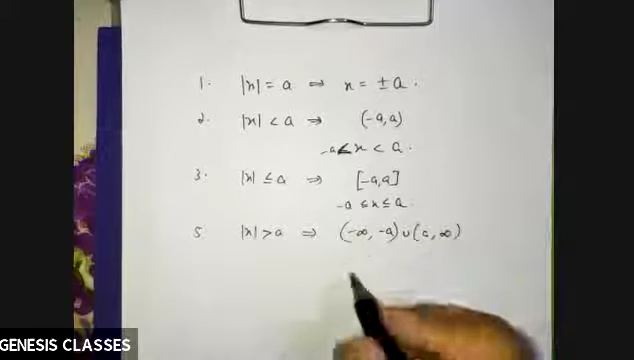 1. |x| = a ⇒ x = ± a.
2. |x| < a ⇒ (-a, a)
-a < x < a.
3. |x| ≤ a ⇒ [-a, a]
-a ≤ x ≤ a.
5 |x| > a ⇒ (-∞, -a) ∪ (a, ∞)
GENESIS CLASSES